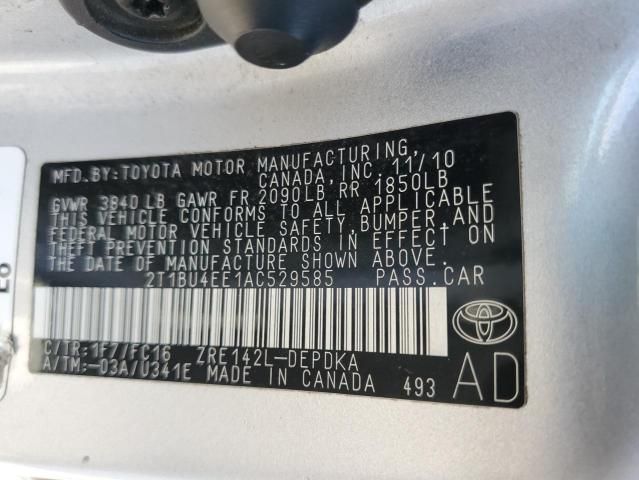 MFD. BY: TOYOTA MOTOR MANUFACTURING,
CANADA, INC. 11/10
GVWR 3840 LB GAWR FR 2090LB, RR 1850LB
THIS VEHICLE CONFORMS TO ALL APPLICABLE
FEDERAL MOTOR VEHICLE SAFETY, BUMPER, AND
THEFT PREVENTION STANDARDS IN EFFECT ON
THE DATE OF MANUFACTURE SHOWN ABOVE.
2T1BU4EE1AC529585 PASS. CAR
C/TR: 1F7/FC16 ZRE142L-DEPDKA
A/TM: -03A/U341E MADE IN CANADA 493
AD